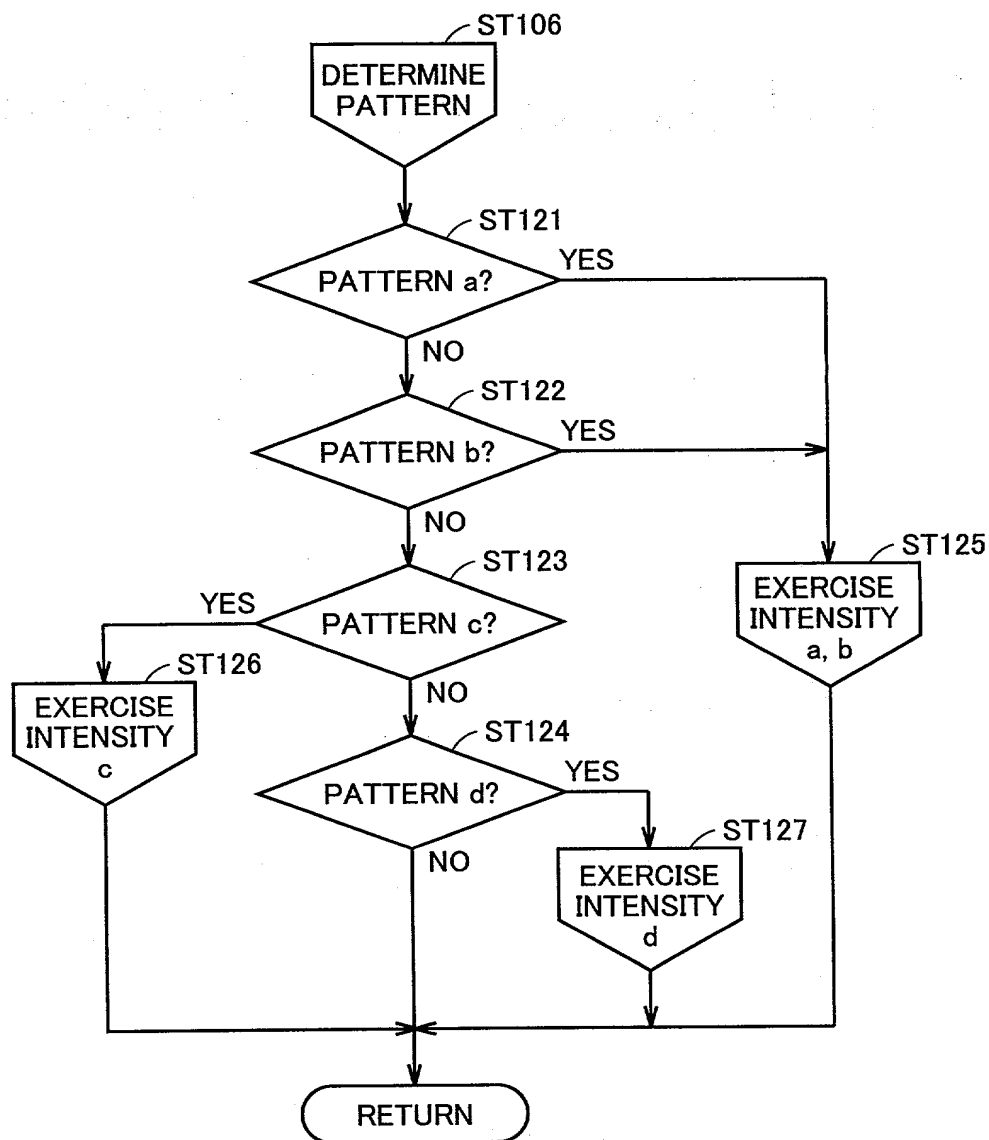 ST106
DETERMINE
PATTERN
ST121
PATTERN a?
YES
NO
ST122
PATTERN b?
YES
NO
ST123
YES
PATTERN c?
NO
ST125
EXERCISE
INTENSITY
a, b
ST126
EXERCISE
INTENSITY
c
ST124
PATTERN d?
YES
NO
ST127
EXERCISE
INTENSITY
d
RETURN